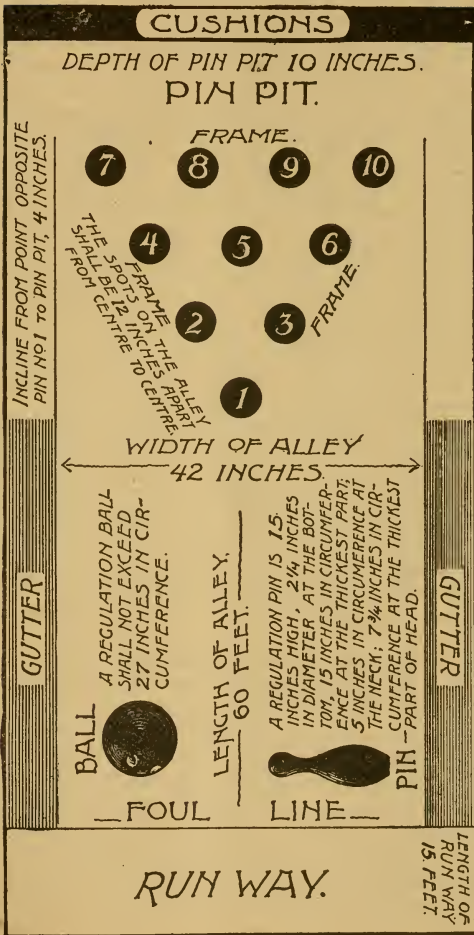 CUSHIONS
DEPTH OF PIN PIT 10 INCHES.
PIN PIT.
INCLINE FROM POINT OPPOSITE
PIN NO 1 TO PIN PIT, 4 INCHES.
FRAME.
7 8 9 10
4 5 6
2 3
1
FRAME
THE SPOTS ON THE ALLEY
SHALL BE 12 INCHES APART
FROM CENTRE TO CENTRE.
FRAME.
WIDTH OF ALLEY
42 INCHES
GUTTER
A REGULATION BALL
SHALL NOT EXCEED
27 INCHES IN CIR-
CUMFERENCE.
BALL
LENGTH OF ALLEY,
60 FEET.
A REGULATION PIN IS 15
INCHES HIGH, 2¼ INCHES
IN DIAMETER AT THE BOT-
TOM, 15 INCHES IN CIRCUMFER-
ENCE AT THE THICKEST PART;
5 INCHES IN CIRCUMERENCE AT
THE NECK; 7¾ INCHES IN CIR-
CUMFERENCE AT THE THICKEST
PART OF HEAD.
PIN
GUTTER
FOUL LINE
RUN WAY.
LENGTH OF
RUN WAY
15 FEET.